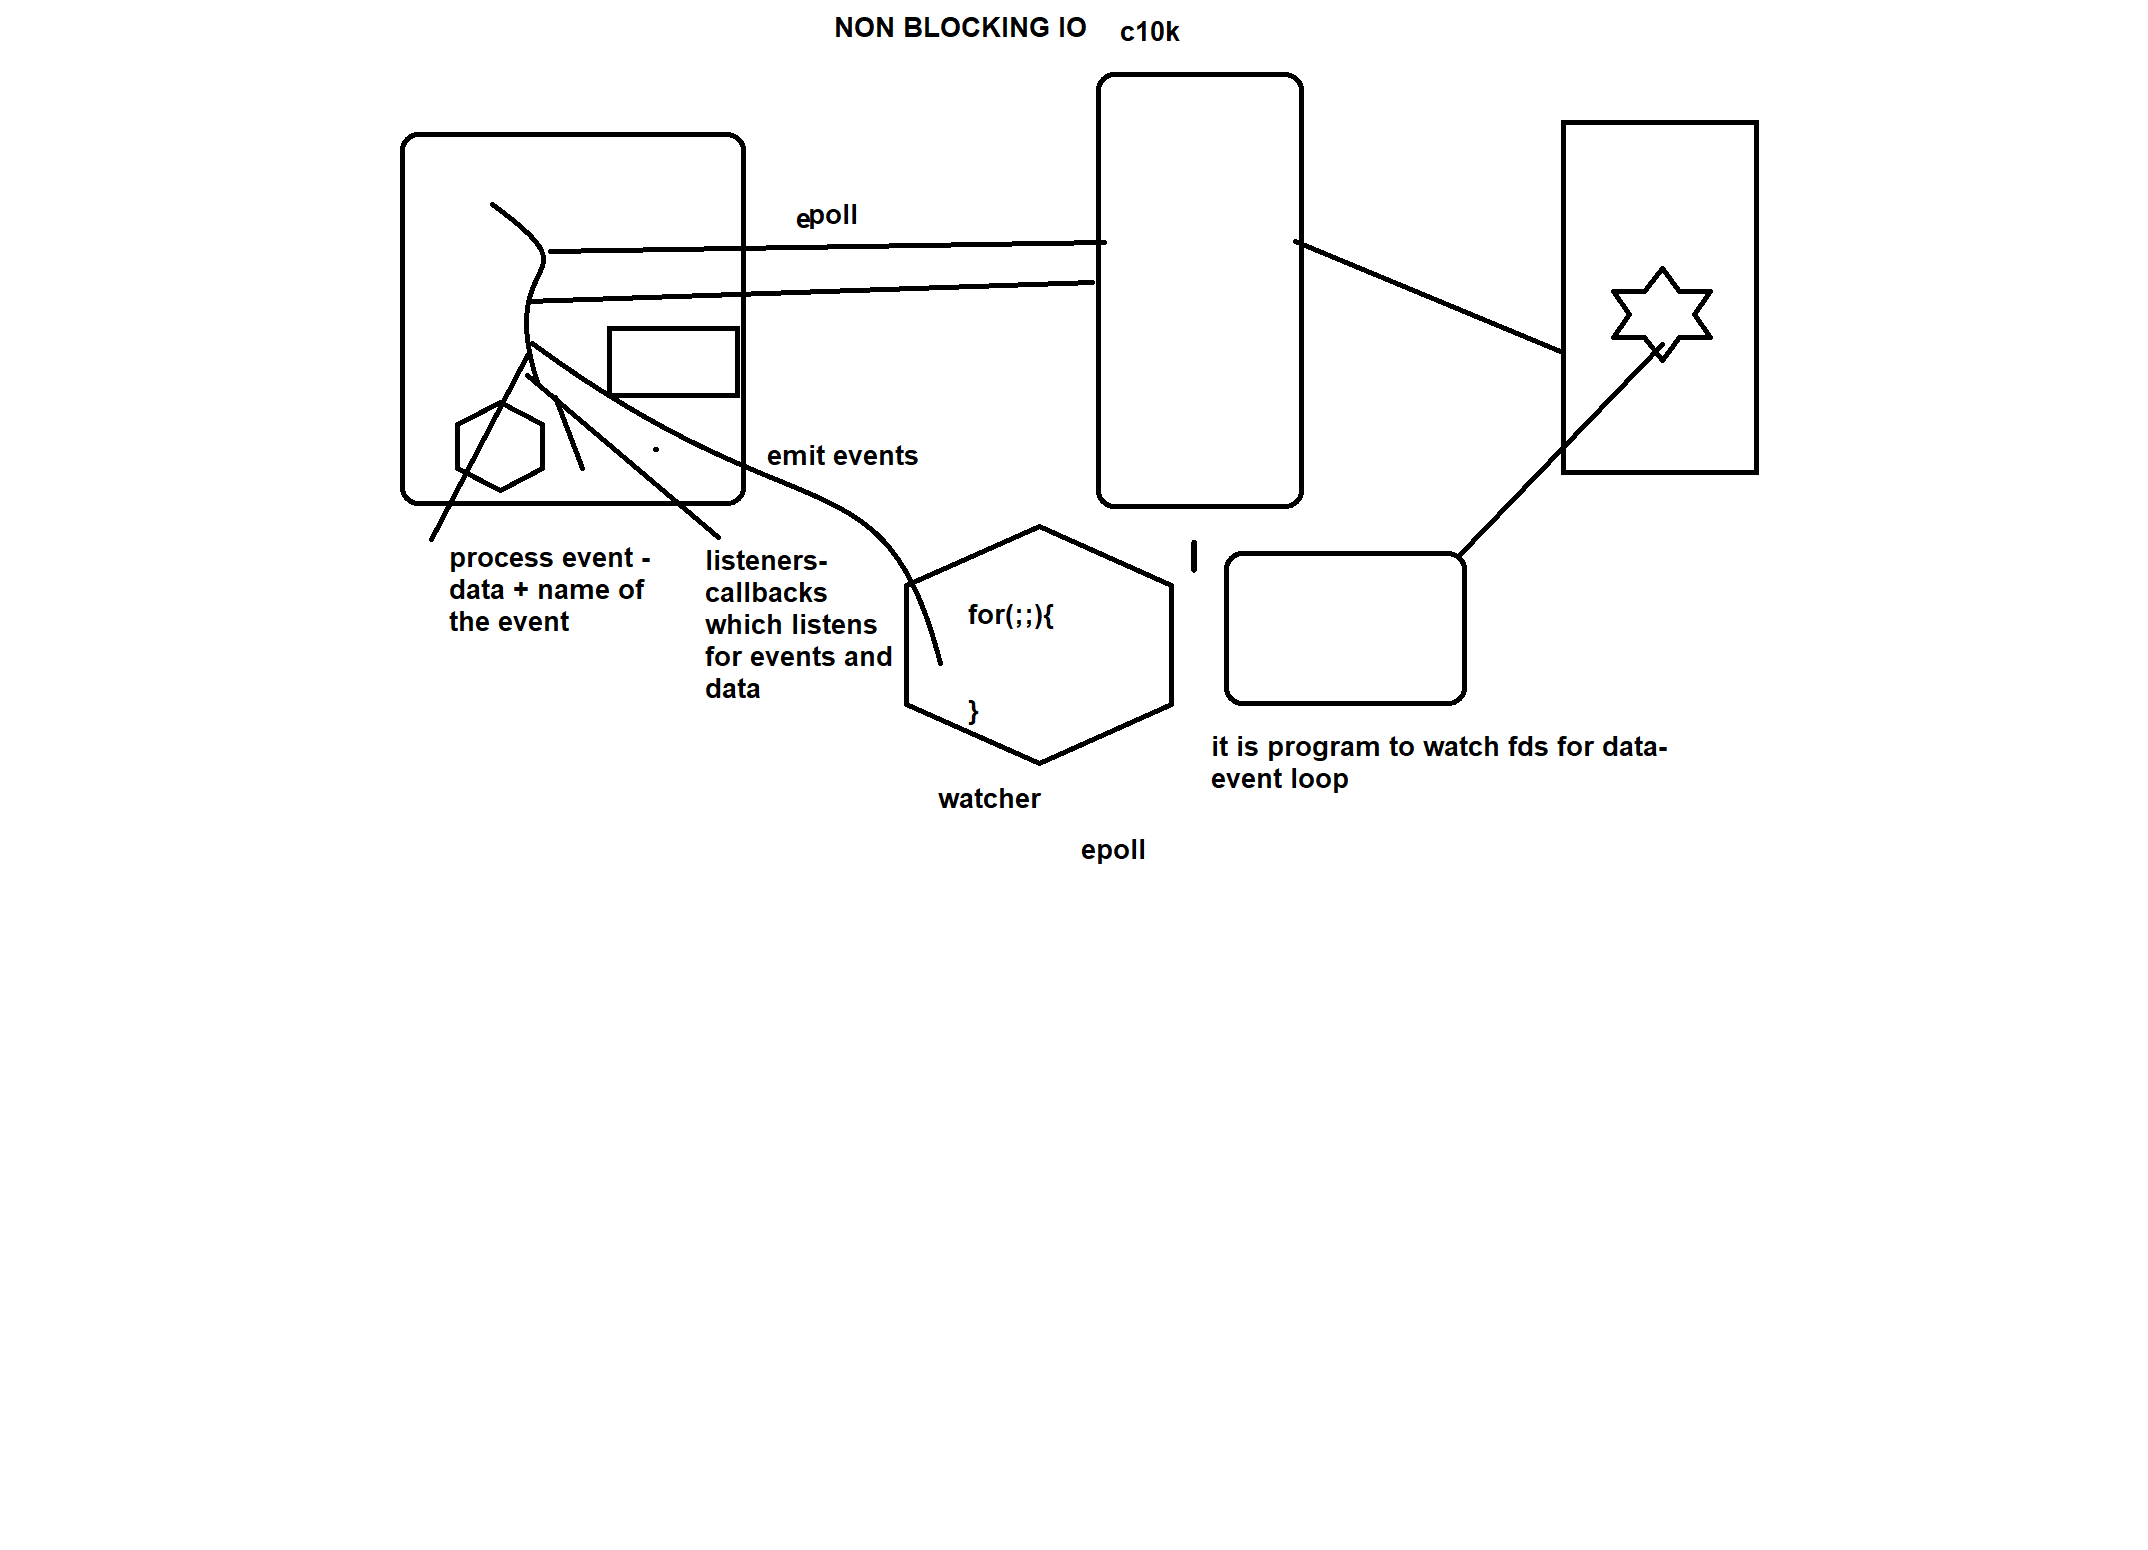 NON BLOCKING IO c10k
epoll
emit events
process event -
data + name of
the event
listeners-
callbacks
which listens
for events and
data
for(;;){
}
watcher
it is program to watch fds for data-
event loop
epoll